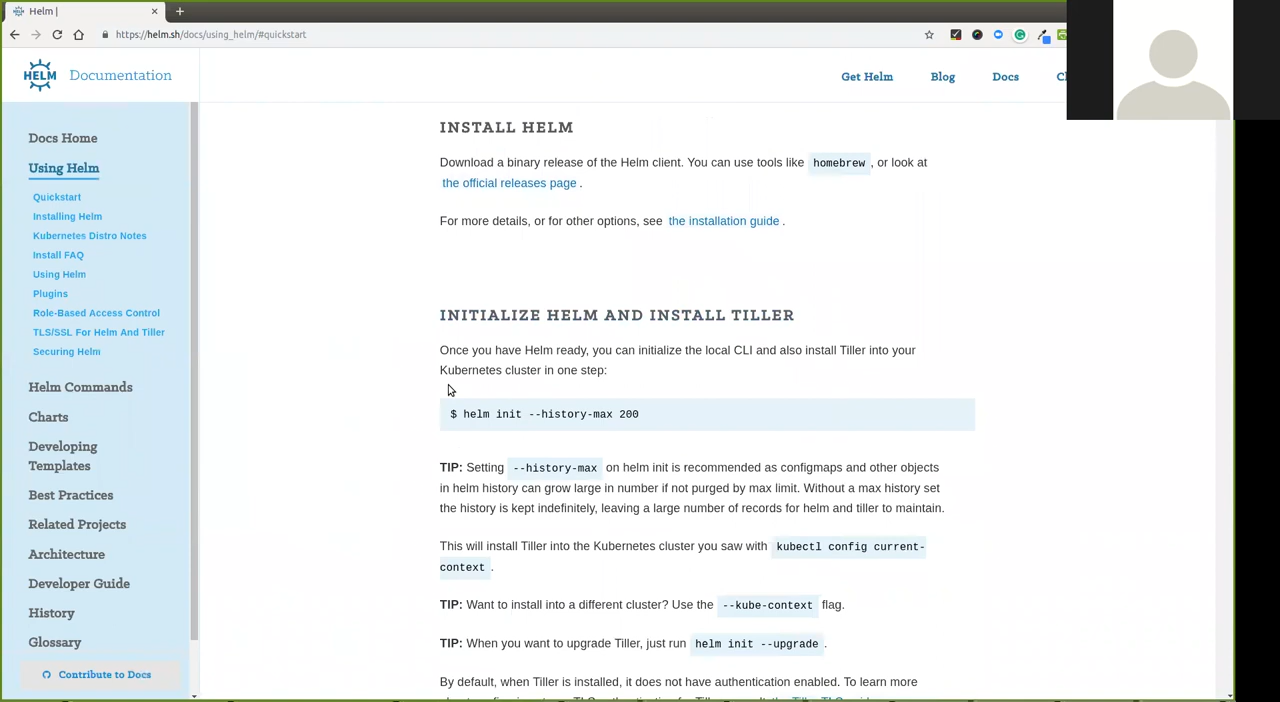 Helm |
https://helm.sh/docs/using_helm/#quickstart
HELM Documentation
Get Helm
Blog
Docs
Docs Home
Using Helm
Quickstart
Installing Helm
Kubernetes Distro Notes
Install FAQ
Using Helm
Plugins
Role-Based Access Control
TLS/SSL For Helm And Tiller
Securing Helm
Helm Commands
Charts
Developing
Templates
Best Practices
Related Projects
Architecture
Developer Guide
History
Glossary
Contribute to Docs
INSTALL HELM
Download a binary release of the Helm client. You can use tools like homebrew, or look at
the official releases page .
For more details, or for other options, see the installation guide .
INITIALIZE HELM AND INSTALL TILLER
Once you have Helm ready, you can initialize the local CLI and also install Tiller into your
Kubernetes cluster in one step:
$ helm init --history-max 200
TIP: Setting --history-max on helm init is recommended as configmaps and other objects
in helm history can grow large in number if not purged by max limit. Without a max history set
the history is kept indefinitely, leaving a large number of records for helm and tiller to maintain.
This will install Tiller into the Kubernetes cluster you saw with kubectl config current-
context .
TIP: Want to install into a different cluster? Use the --kube-context flag.
TIP: When you want to upgrade Tiller, just run helm init --upgrade .
By default, when Tiller is installed, it does not have authentication enabled. To learn more